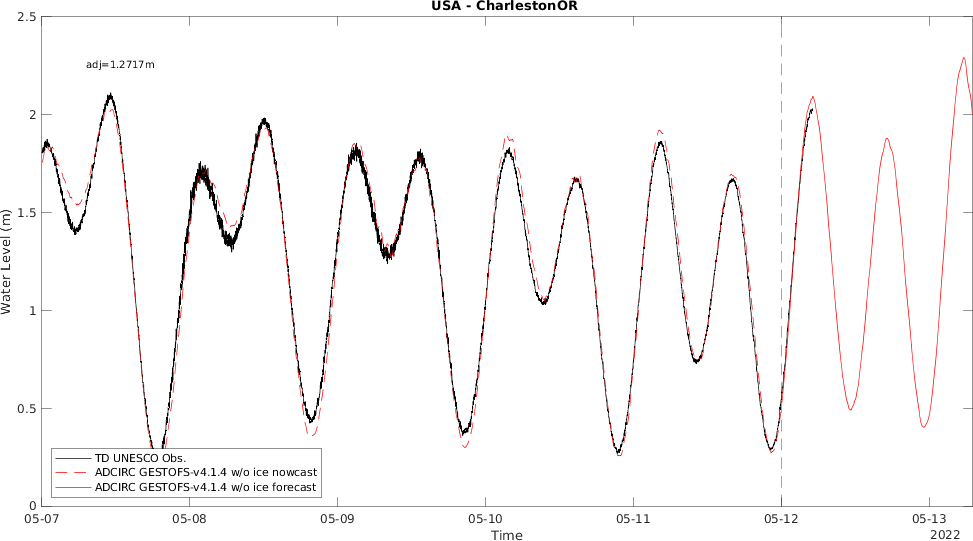 USA - CharlestonOR
2.5
adj=1.2717m
2
1.5
Water Level (m)
1
0.5
TD UNESCO Obs.
ADCIRC GESTOFS-v4.1.4 w/o ice nowcast
ADCIRC GESTOFS-v4.1.4 w/o ice forecast
0
05-07 05-08 05-09 05-10 05-11 05-12 05-13
Time
2022